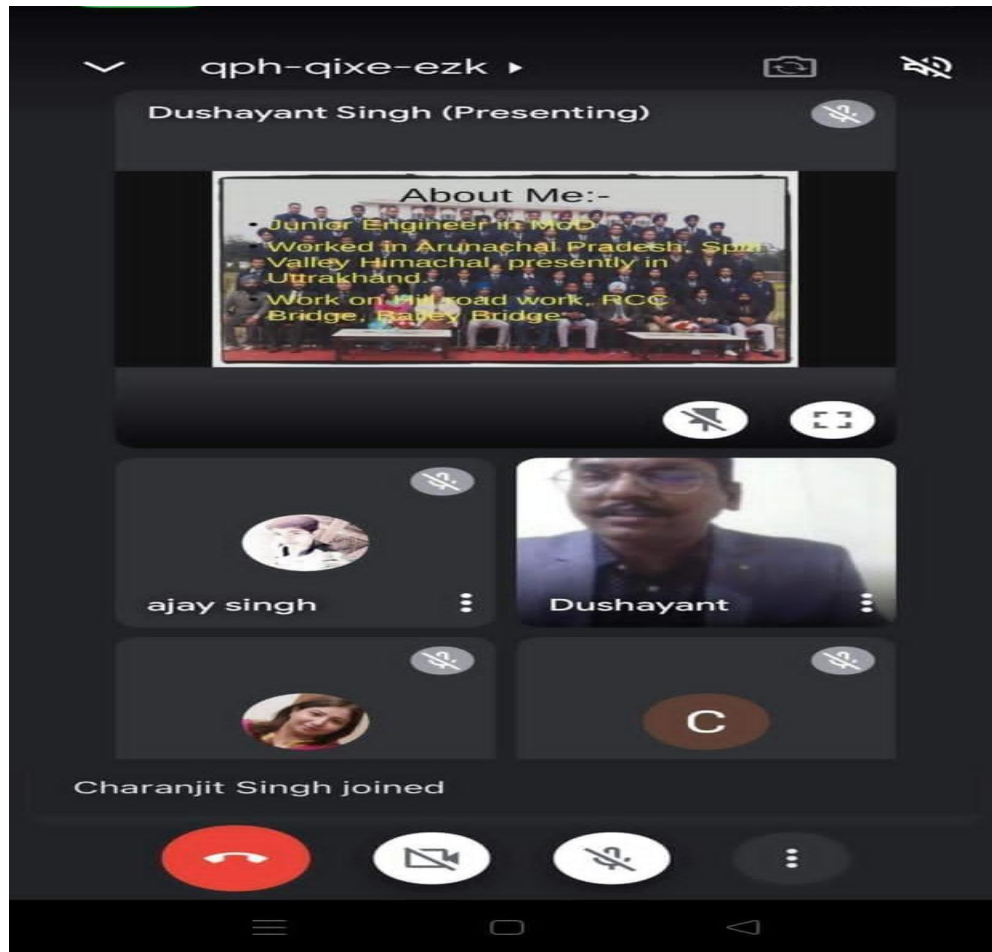 qph-qixe-ezk
Dushayant Singh (Presenting)
About Me:-
• Junior Engineer in MoD
• Worked in Arunachal Pradesh, Spiti
Valley Himachal, presently in
Uttrakhand.
• Work on Hill road work, RCC
Bridge, Bailey Bridge
ajay singh
Dushayant
C
Charanjit Singh joined